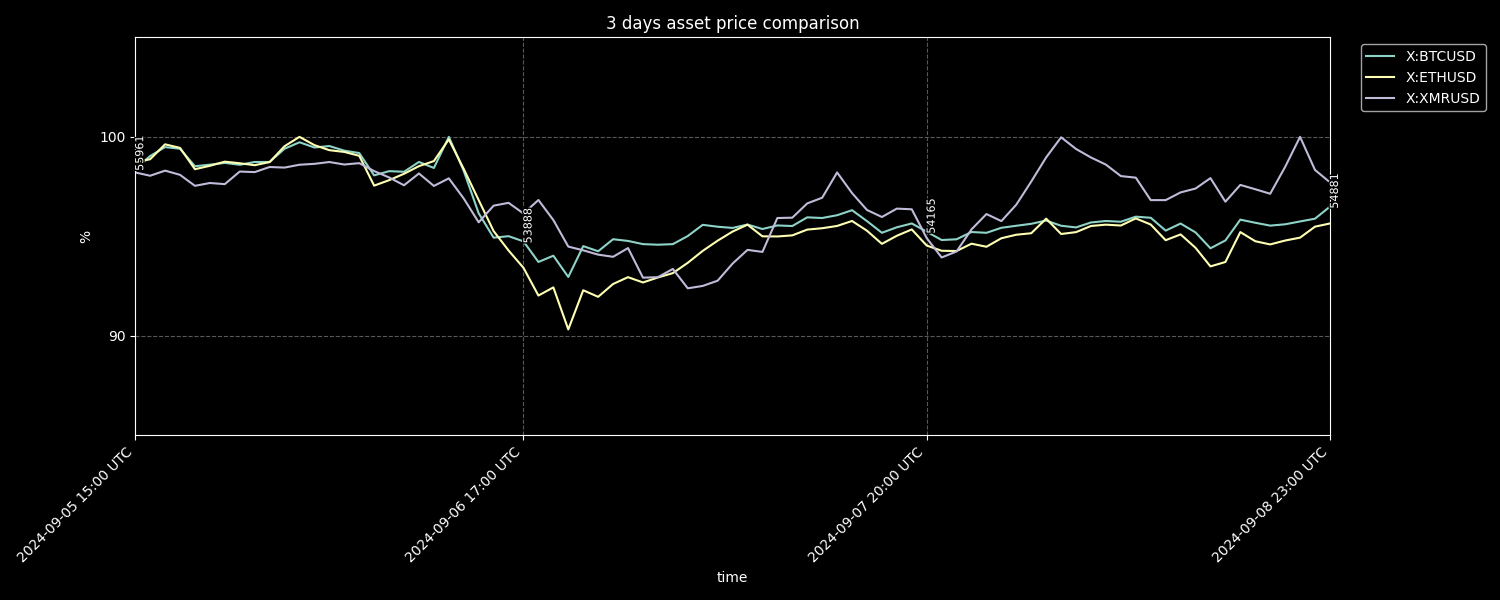 3 days asset price comparison
X:BTCUSD
X:ETHUSD
X:XMRUSD
100
90
%
55961
53888
54165
54881
2024-09-05 15:00 UTC
2024-09-06 17:00 UTC
2024-09-07 20:00 UTC
2024-09-08 23:00 UTC
time